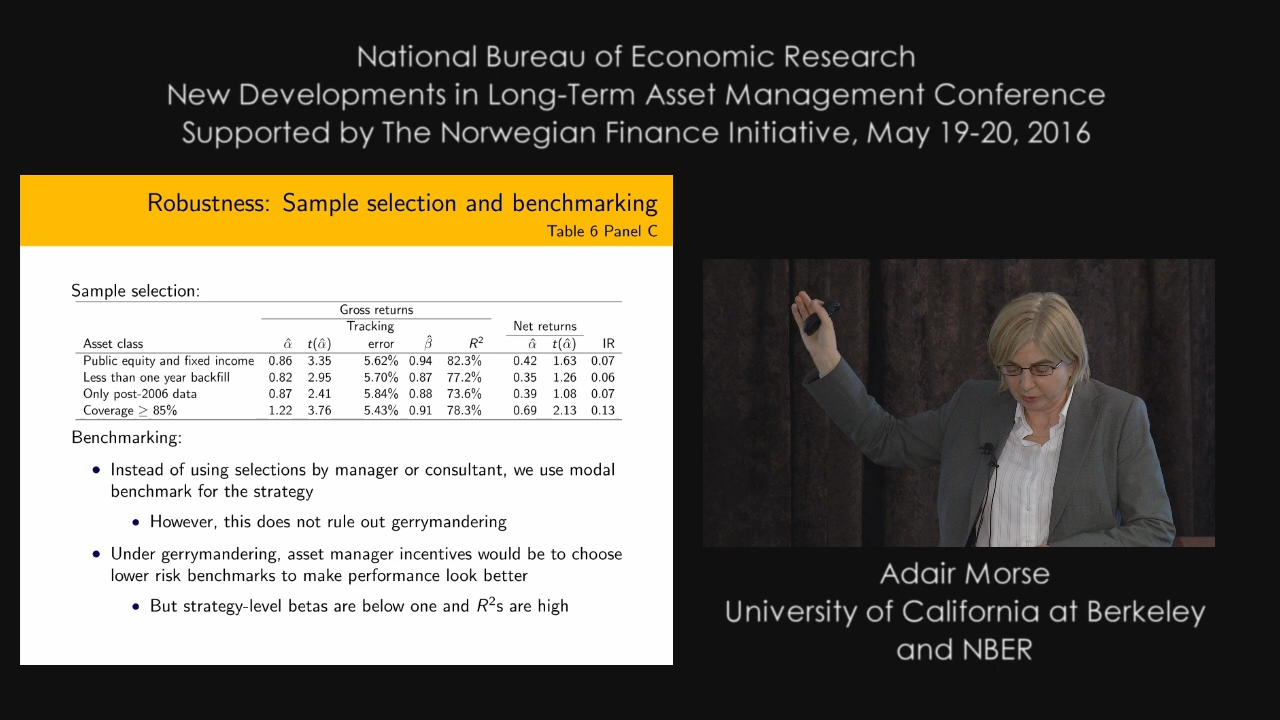 National Bureau of Economic Research
New Developments in Long-Term Asset Management Conference
Supported by The Norwegian Finance Initiative, May 19-20, 2016
Robustness: Sample selection and benchmarking
Table 6 Panel C
Sample selection:
Gross returns
Tracking Net returns
Asset class α̂ t(α̂) error β̂ R² α̂ t(α̂) IR
Public equity and fixed income 0.86 3.35 5.62% 0.94 82.3% 0.42 1.63 0.07
Less than one year backfill 0.82 2.95 5.70% 0.87 77.2% 0.35 1.26 0.06
Only post-2006 data 0.87 2.41 5.84% 0.88 73.6% 0.39 1.08 0.07
Coverage ≥ 85% 1.22 3.76 5.43% 0.91 78.3% 0.69 2.13 0.13
Benchmarking:
• Instead of using selections by manager or consultant, we use modal
benchmark for the strategy
• However, this does not rule out gerrymandering
• Under gerrymandering, asset manager incentives would be to choose
lower risk benchmarks to make performance look better
• But strategy-level betas are below one and R²s are high
Adair Morse
University of California at Berkeley
and NBER